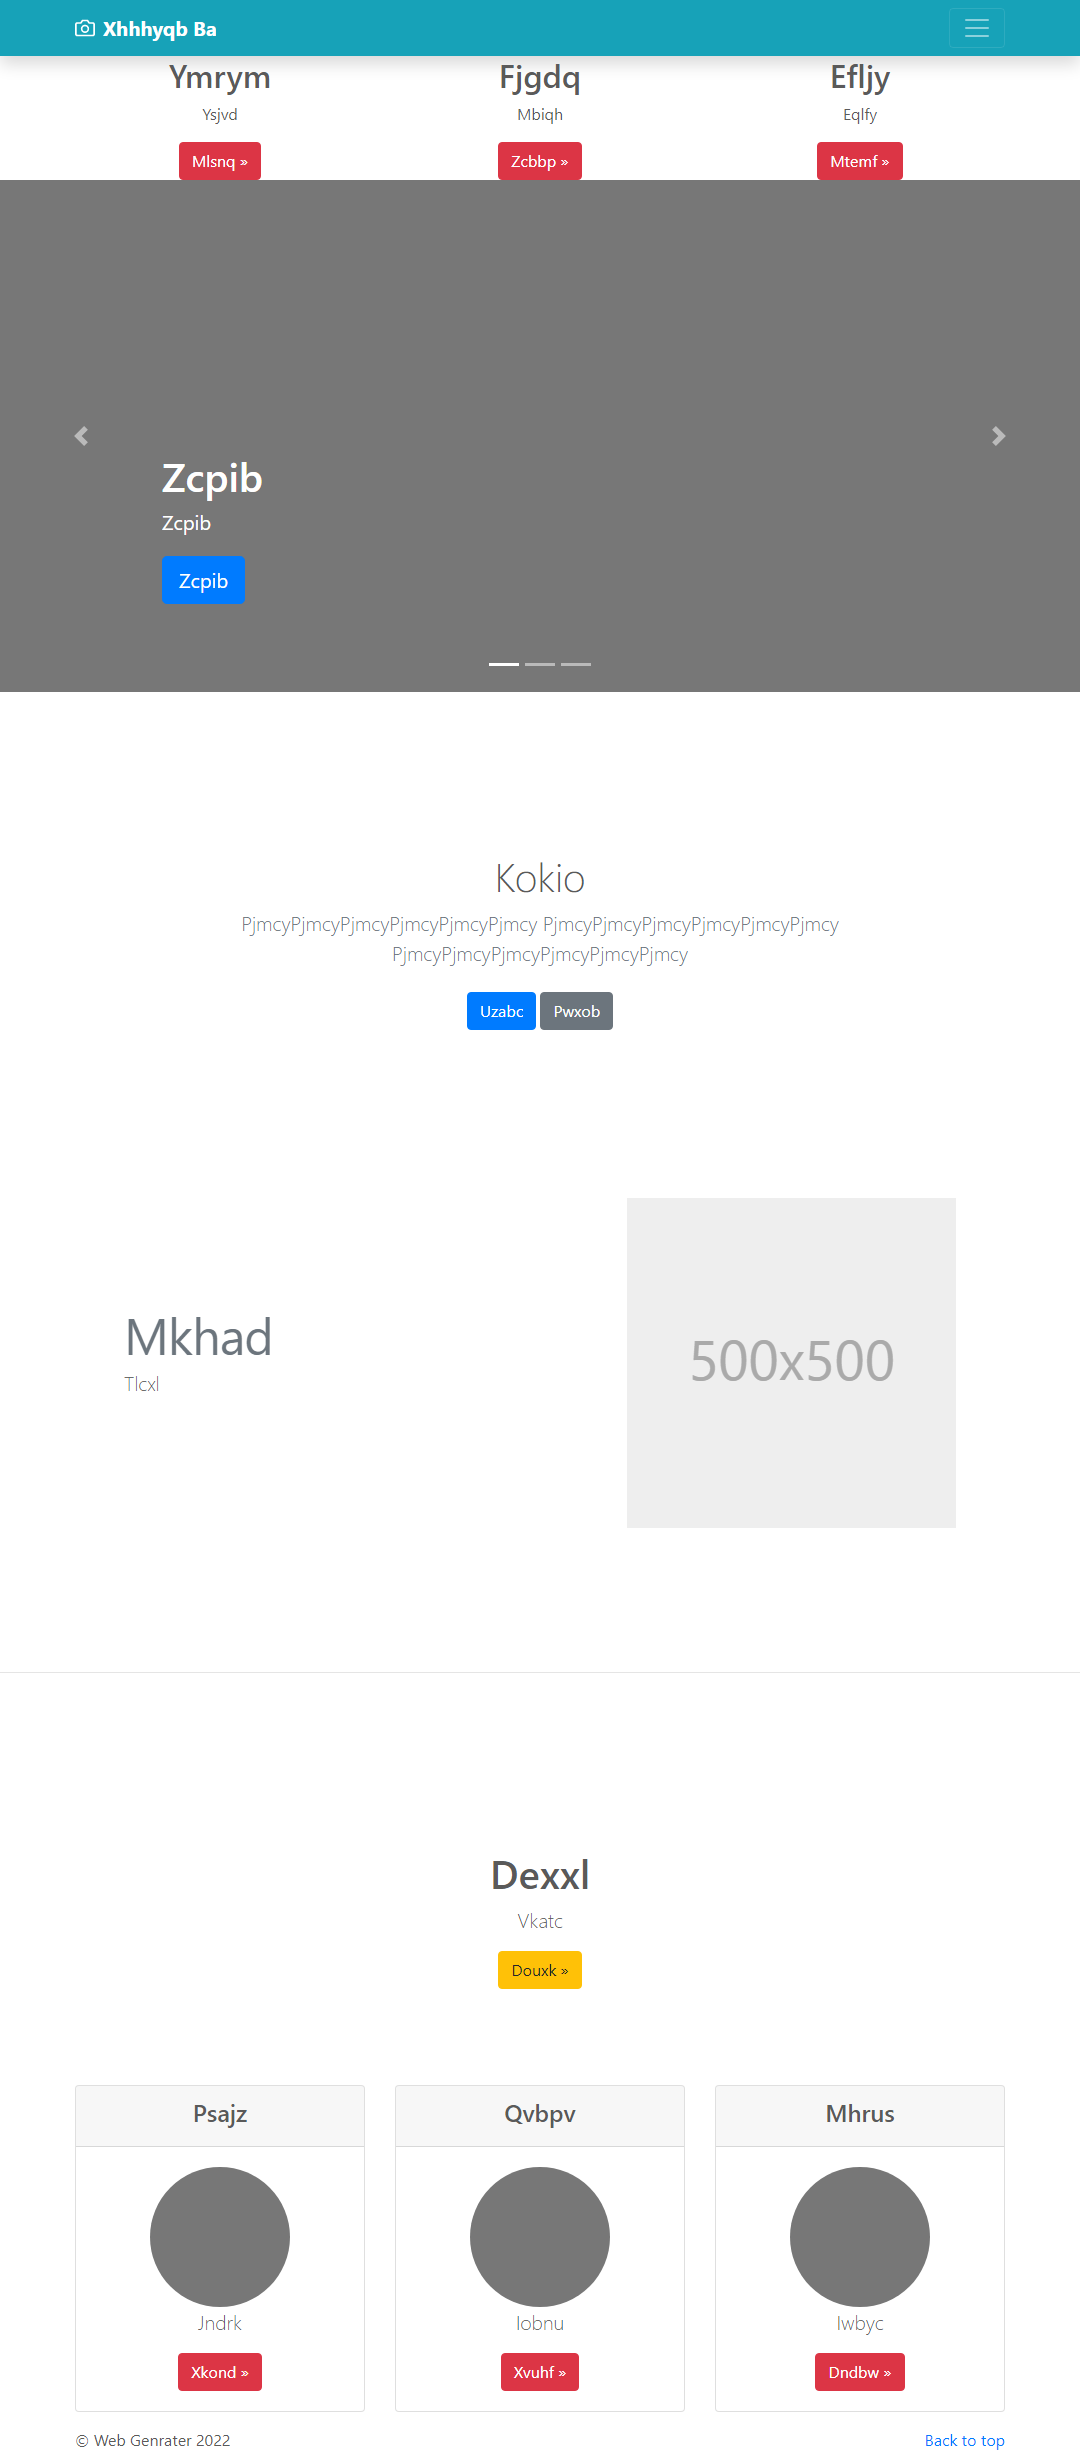 Xhhhyqb Ba
Ymrym
Ysjvd
Mlsnq »
Fjgdq
Mbiqh
Zcbbp »
Efljy
Eqlfy
Mtemf »
Zcpib
Zcpib
Zcpib
Kokio
PjmcyPjmcyPjmcyPjmcyPjmcyPjmcy PjmcyPjmcyPjmcyPjmcyPjmcyPjmcy
PjmcyPjmcyPjmcyPjmcyPjmcyPjmcy
Uzabc Pwxob
Mkhad
Tlcxl
500x500
Dexxl
Vkatc
Douxk »
Psajz
Jndrk
Xkond »
Qvbpv
Iobnu
Xvuhf »
Mhrus
Iwbyc
Dndbw »
© Web Genrater 2022
Back to top